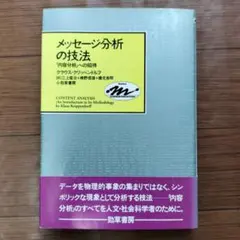 メッセージ分析
の技法
「内容分析」への招待
クラウス・クリッペンドルフ
三上俊治・椎野信雄・橋元良明訳
勁草書房
CONTENT ANALYSIS
An Introduction to Its Methodology
by Klaus Krippendorff
m
データを物理的事象の集まりではなく、シン
ボリックな現象として分析する技法──「内容
分析」のすべてを人文・社会科学者のために。
勁草書房